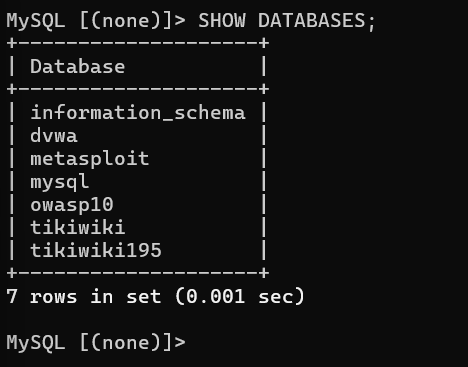 MySQL [(none)]> SHOW DATABASES;
+--------------------+
| Database           |
+--------------------+
| information_schema |
| dvwa               |
| metasploit         |
| mysql              |
| owasp10            |
| tikiwiki           |
| tikiwiki195        |
+--------------------+
7 rows in set (0.001 sec)

MySQL [(none)]>